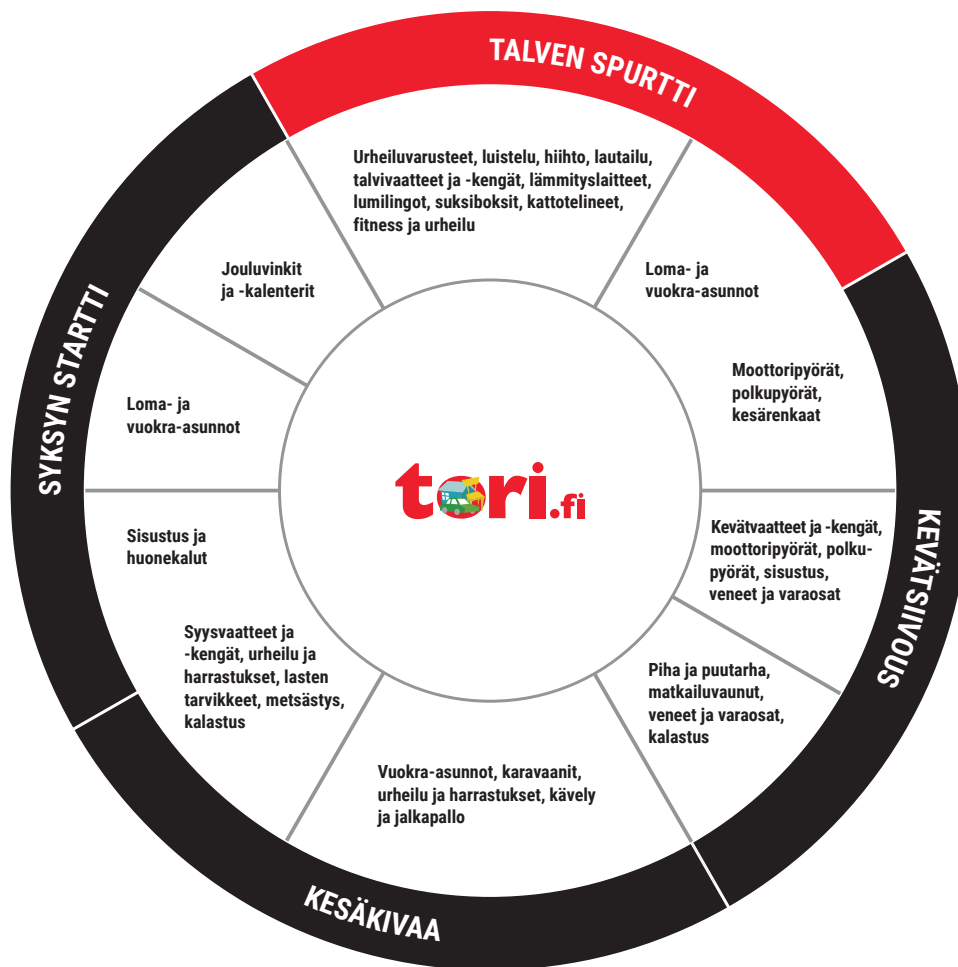 TALVEN SPURTTI
Urheiluvarusteet, luistelu, hiihto, lautailu,
talvivaatteet ja -kengät, lämmityslaitteet,
lumilingot, suksiboksit, kattotelineet,
fitness ja urheilu
Loma- ja
vuokra-asunnot
Moottoripyörät,
polkupyörät,
kesärenkaat
KEVÄTSIIVOUS
Kevätvaatteet ja -kengät,
moottoripyörät, polku-
pyörät, sisustus,
veneet ja varaosat
Piha ja puutarha,
matkailuvaunut,
veneet ja varaosat,
kalastus
KESÄKIVAA
Vuokra-asunnot, karavaanit,
urheilu ja harrastukset, kävely
ja jalkapallo
Syysvaatteet ja
-kengät, urheilu ja
harrastukset, lasten
tarvikkeet, metsästys,
kalastus
SYKSYN STARTTI
Sisustus ja
huonekalut
Loma- ja
vuokra-asunnot
Jouluvinkit
ja -kalenterit
tori.fi